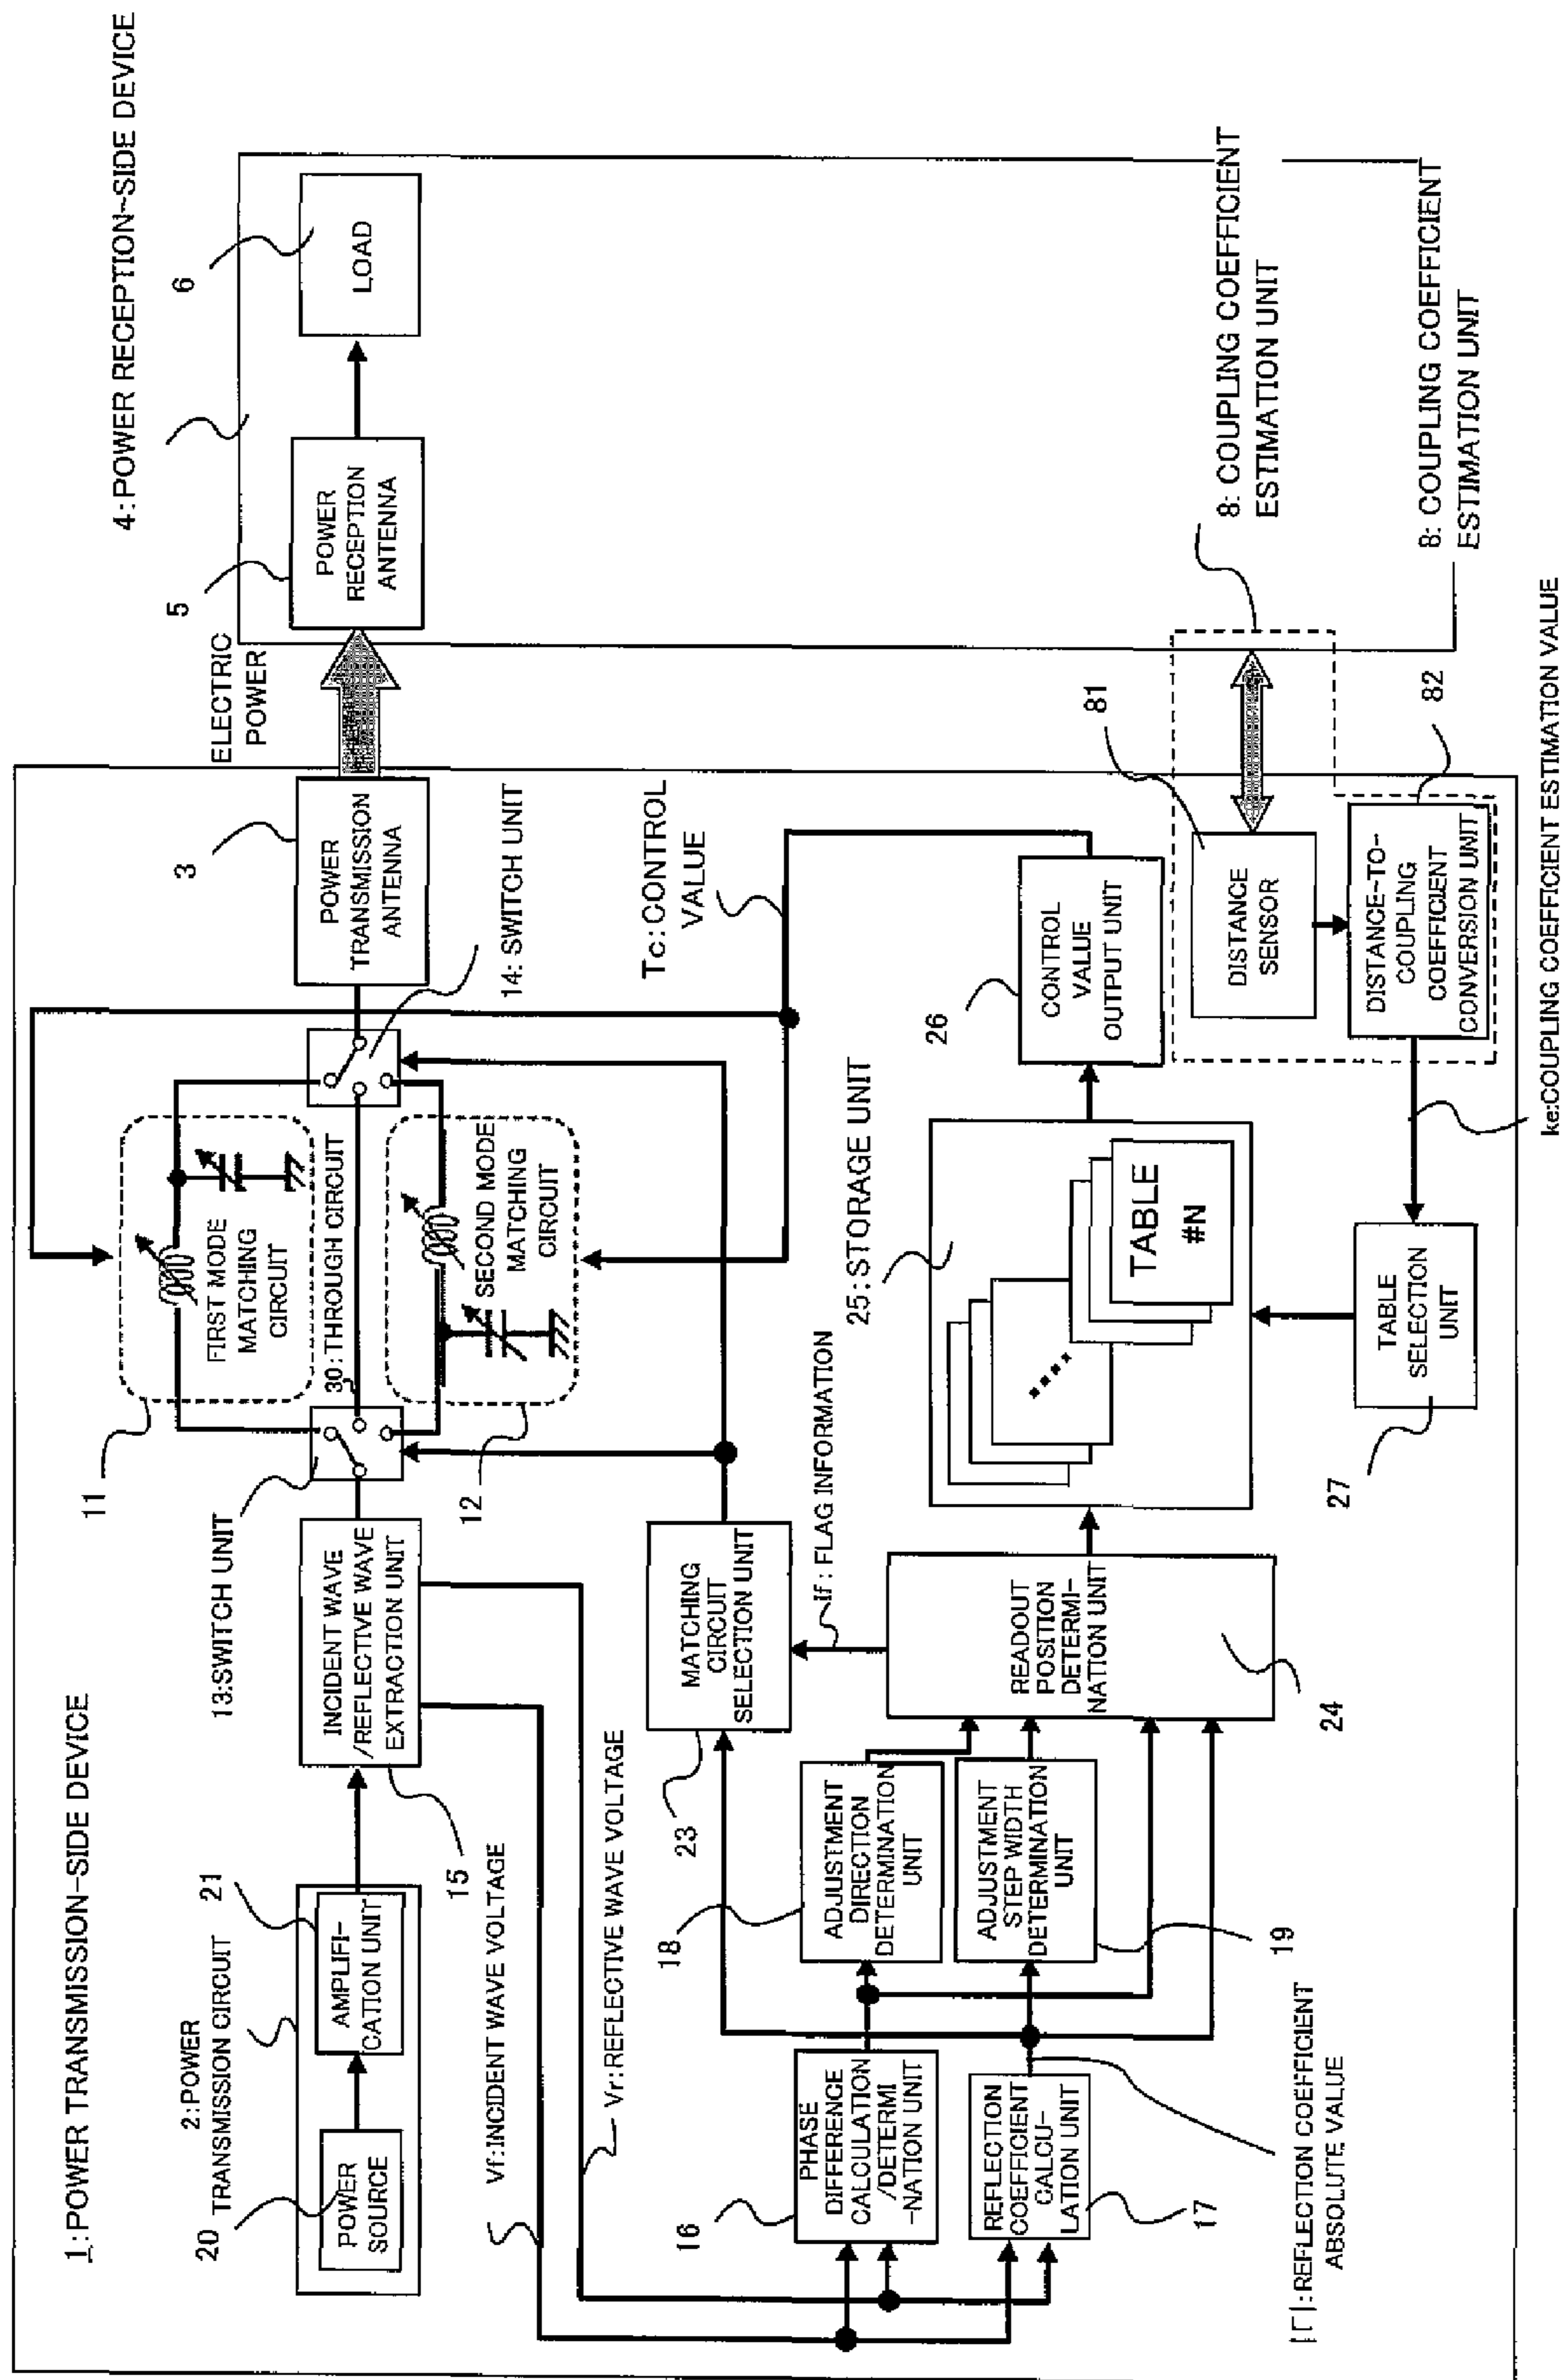 1:POWER TRANSMISSION-SIDE DEVICE
4:POWER RECEPTION-SIDE DEVICE
2:POWER
TRANSMISSION CIRCUIT
20
POWER
SOURCE
21
AMPLIFI-
CATION UNIT
15
INCIDENT WAVE
/REFLECTIVE WAVE
EXTRACTION UNIT
13:SWITCH UNIT
11
FIRST MODE
MATCHING
CIRCUIT
30:THROUGH CIRCUIT
12
SECOND MODE
MATCHING
CIRCUIT
14: SWITCH UNIT
3
POWER
TRANSMISSION
ANTENNA
ELECTRIC
POWER
5
POWER
RECEPTION
ANTENNA
6
LOAD
Vf:INCIDENT WAVE VOLTAGE
Vr:REFLECTIVE WAVE VOLTAGE
23
MATCHING
CIRCUIT
SELECTION UNIT
If : FLAG INFORMATION
Tc:CONTROL
VALUE
16
PHASE
DIFFERENCE
CALCULATION
/DETERMI
-NATION UNIT
17
REFLECTION
COEFFICIENT
CALCU-
LATION UNIT
|Γ|:REFLECTION COEFFICIENT
ABSOLUTE VALUE
18
ADJUSTMENT
DIRECTION
DETERMINATION
UNIT
19
ADJUSTMENT
STEP WIDTH
DETERMINATION
UNIT
24
READOUT
POSITION
DETERMI-
NATION UNIT
25:STORAGE UNIT
TABLE
#N
26
CONTROL
VALUE
OUTPUT UNIT
27
TABLE
SELECTION
UNIT
81
DISTANCE
SENSOR
82
DISTANCE-TO-
COUPLING
COEFFICIENT
CONVERSION UNIT
8: COUPLING COEFFICIENT
ESTIMATION UNIT
8: COUPLING COEFFICIENT
ESTIMATION UNIT
ke:COUPLING COEFFICIENT ESTIMATION VALUE